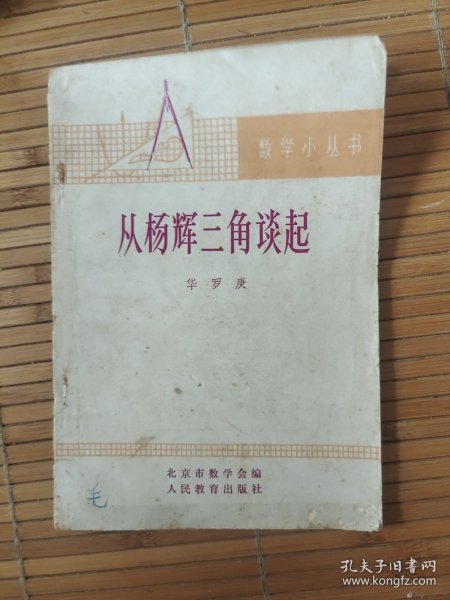 数学小丛书
从杨辉三角谈起
华罗庚
北京市数学会编
人民教育出版社
毛
孔夫子旧书网
www.kongfz.com